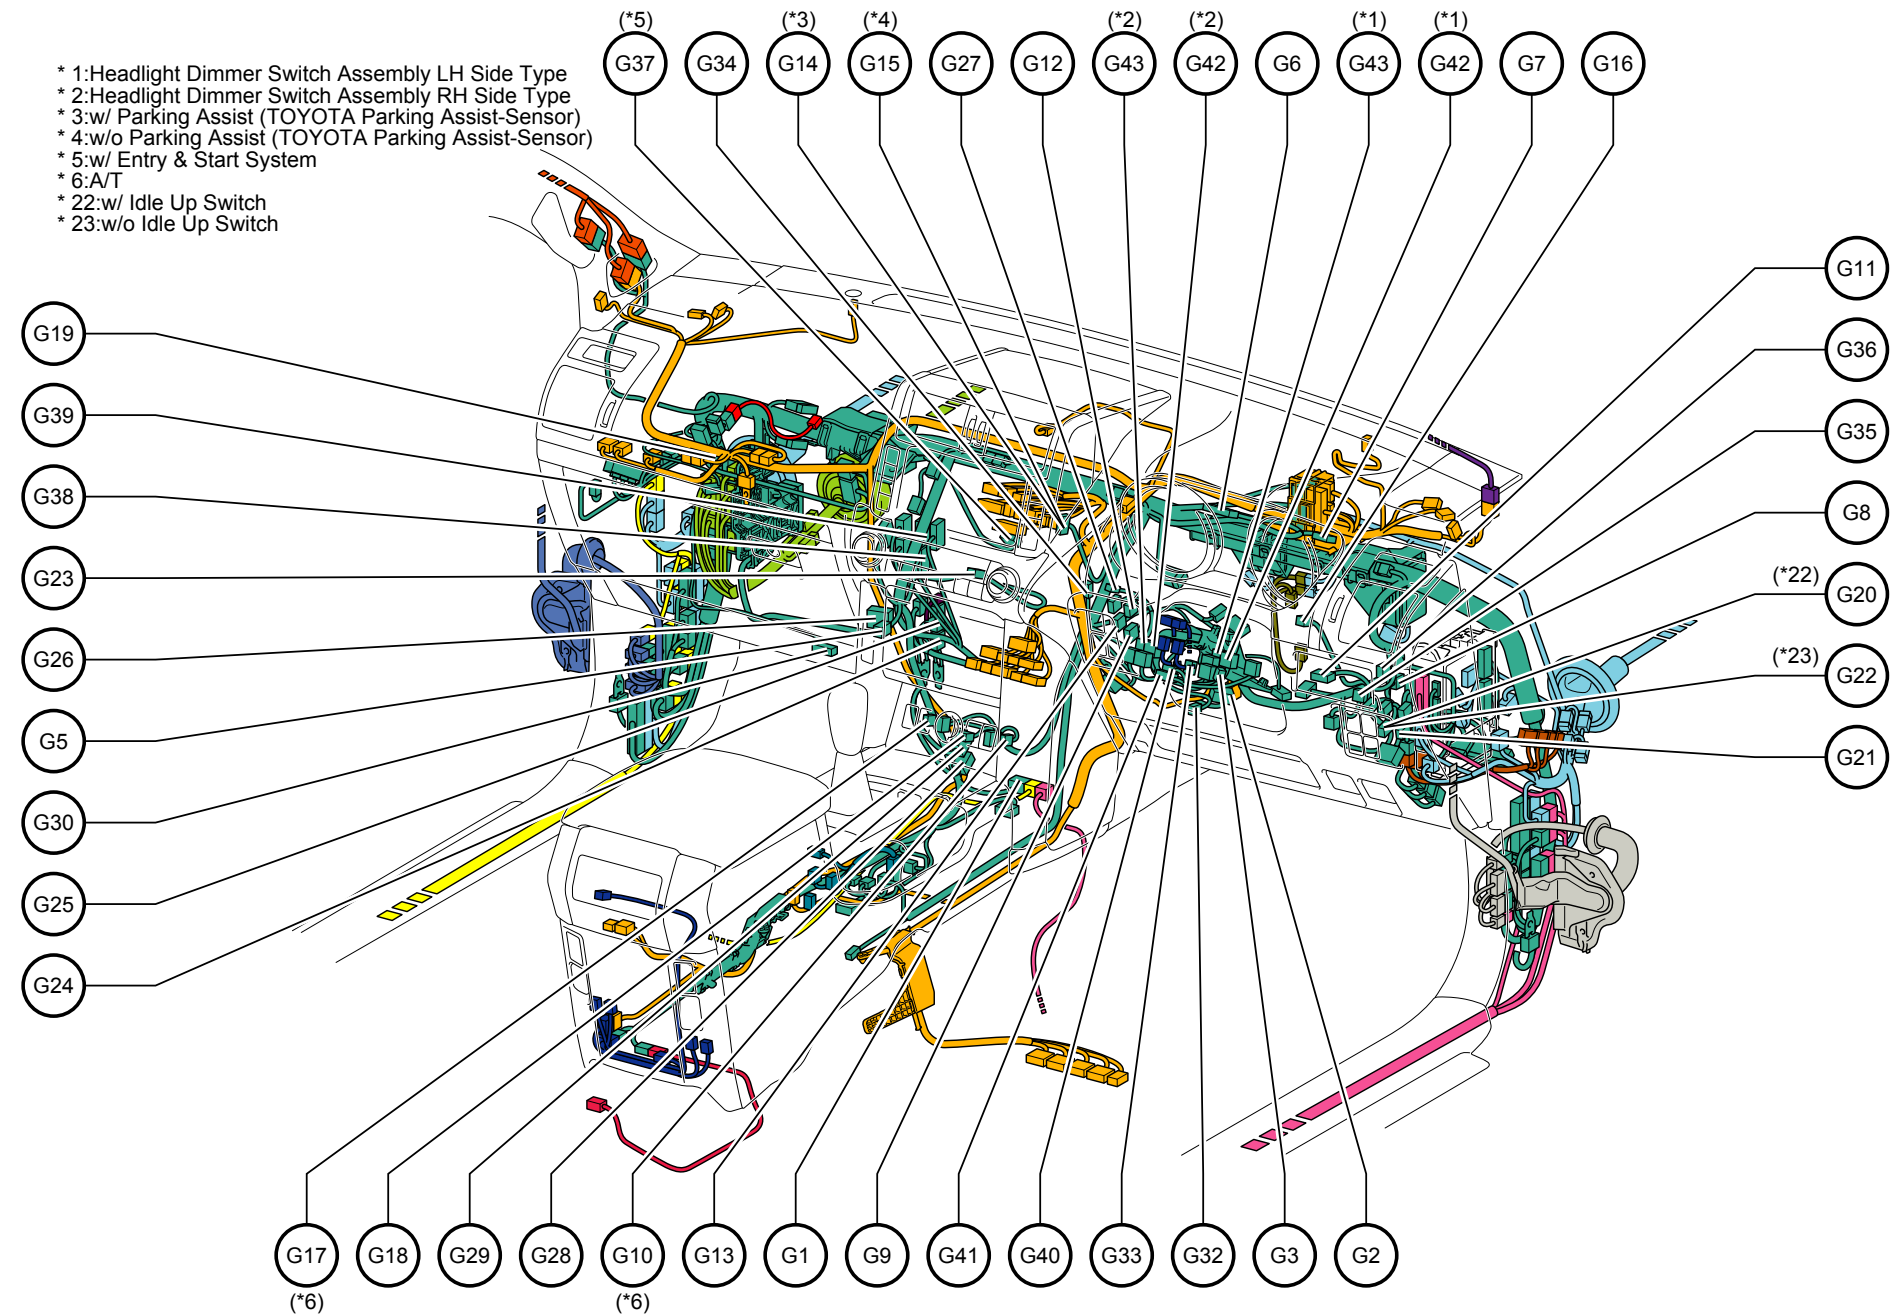 (*5) (*3) (*4) (*2) (*2) (*1) (*1)
G37 G34 G14 G15 G27 G12 G43 G42 G6 G43 G42 G7 G16
* 1:Headlight Dimmer Switch Assembly LH Side Type
* 2:Headlight Dimmer Switch Assembly RH Side Type
* 3:w/ Parking Assist (TOYOTA Parking Assist-Sensor)
* 4:w/o Parking Assist (TOYOTA Parking Assist-Sensor)
* 5:w/ Entry & Start System
* 6:A/T
* 22:w/ Idle Up Switch
* 23:w/o Idle Up Switch
G19
G39
G38
G23
G26
G5
G30
G25
G24
G11
G36
G35
G8
(*22)
G20
(*23)
G22
G21
G17 G18 G29 G28 G10 G13 G1 G9 G41 G40 G33 G32 G3 G2
(*6) (*6)